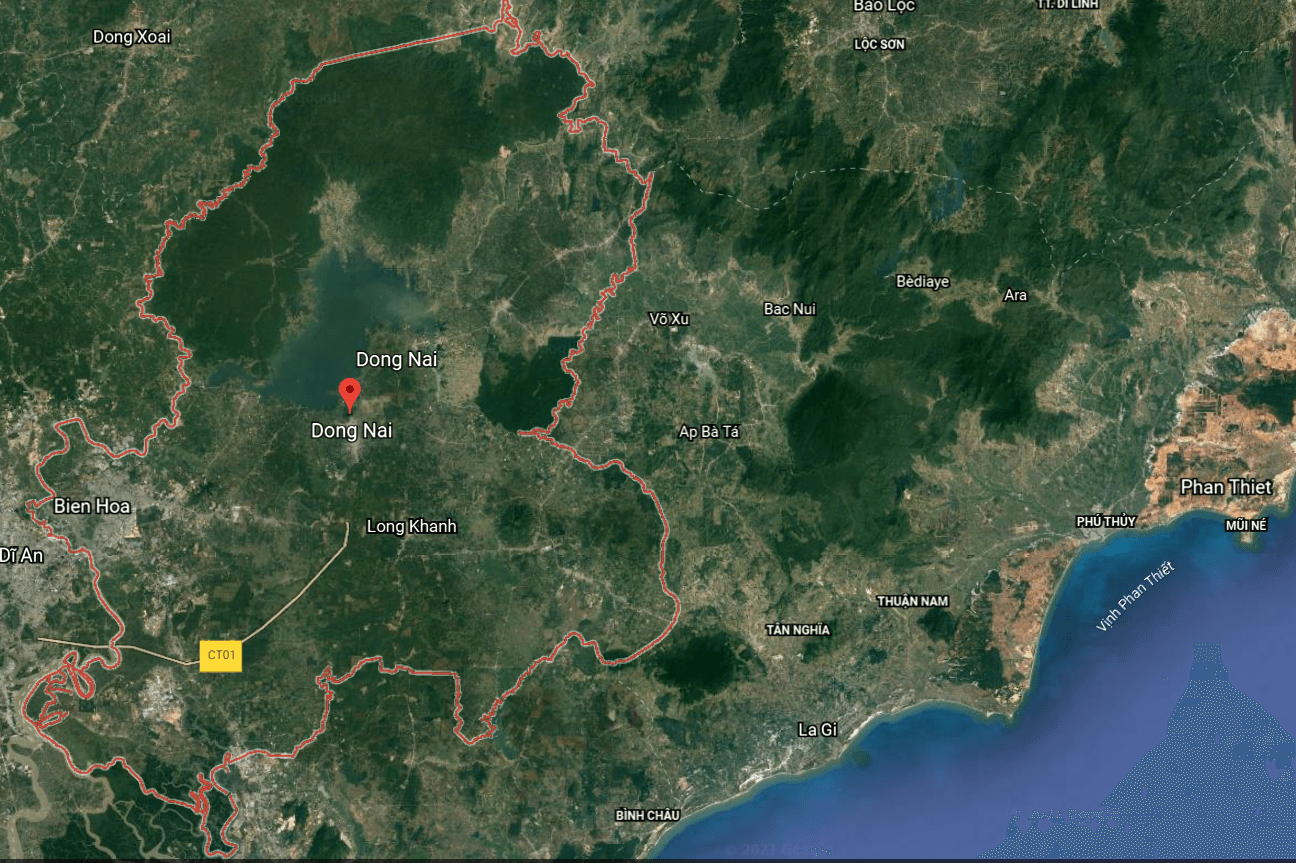 Bao Lộc
TT. DI LINH
Dong Xoai
LỘC SƠN
Bèdiaye
Ara
Bac Nui
Võ Xu
Dong Nai
Dong Nai
Ap Bà Tá
Phan Thiet
Bien Hoa
Long Khanh
PHÚ THỦY
MŨI NÉ
Dĩ An
Vịnh Phan Thiết
THUẬN NAM
TÂN NGHĨA
CT01
La Gi
BÌNH CHÂU